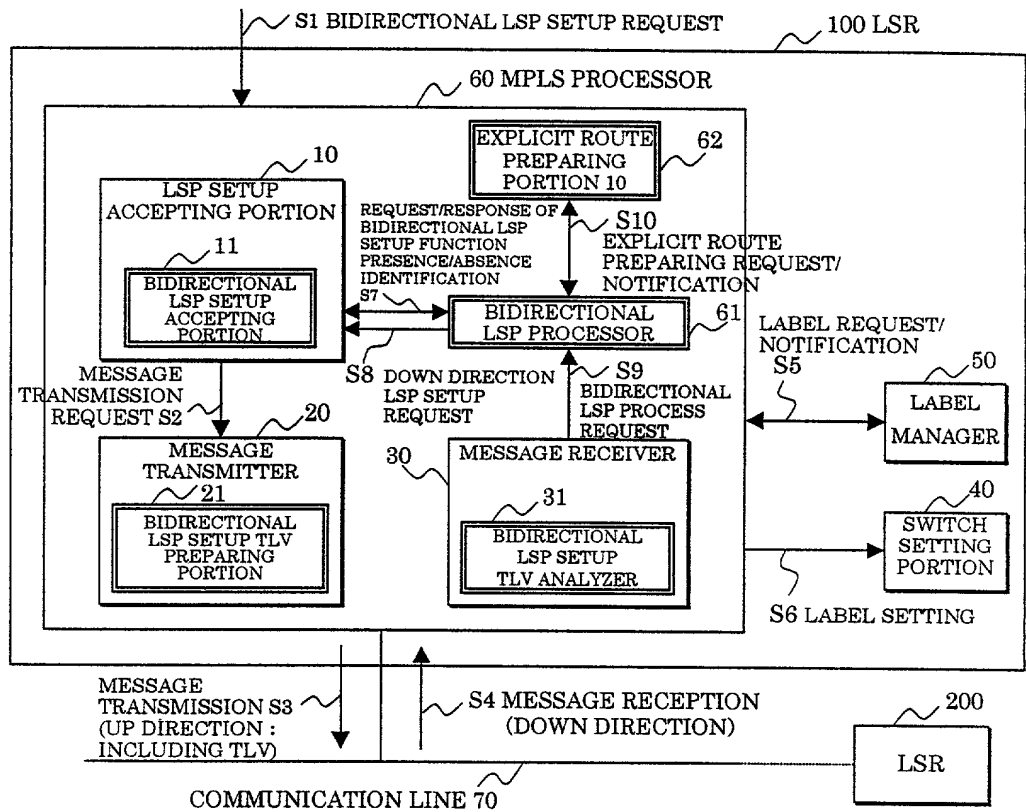 S1 BIDIRECTIONAL LSP SETUP REQUEST
100 LSR
60 MPLS PROCESSOR
10
LSP SETUP
ACCEPTING PORTION
11
BIDIRECTIONAL
LSP SETUP
ACCEPTING
PORTION
EXPLICIT ROUTE
PREPARING
PORTION 10
62
REQUEST/RESPONSE OF
BIDIRECTIONAL LSP
SETUP FUNCTION
PRESENCE/ABSENCE
IDENTIFICATION
S7
S10
EXPLICIT ROUTE
PREPARING REQUEST/
NOTIFICATION
BIDIRECTIONAL
LSP PROCESSOR
61
S8
DOWN DIRECTION
LSP SETUP
REQUEST
S9
BIDIRECTIONAL
LSP PROCESS
REQUEST
LABEL REQUEST/
NOTIFICATION
S5
50
LABEL
MANAGER
MESSAGE
TRANSMISSION
REQUEST S2
20
MESSAGE
TRANSMITTER
21
BIDIRECTIONAL
LSP SETUP TLV
PREPARING
PORTION
30
MESSAGE RECEIVER
31
BIDIRECTIONAL
LSP SETUP
TLV ANALYZER
40
SWITCH
SETTING
PORTION
S6 LABEL SETTING
MESSAGE
TRANSMISSION S3
(UP DIRECTION :
INCLUDING TLV)
S4 MESSAGE RECEPTION
(DOWN DIRECTION)
200
LSR
COMMUNICATION LINE 70